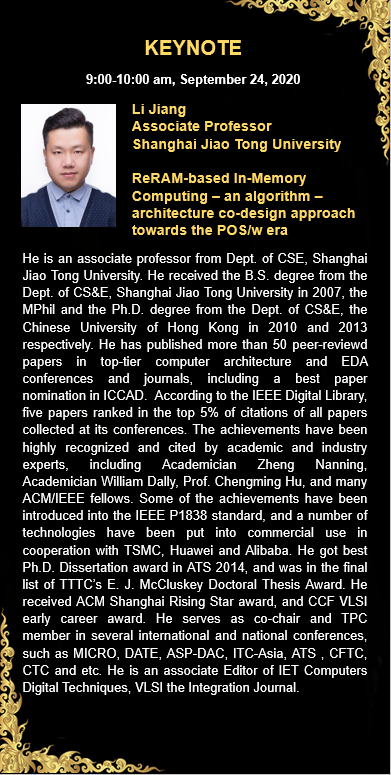 KEYNOTE
9:00-10:00 am, September 24, 2020
Li Jiang
Associate Professor
Shanghai Jiao Tong University
ReRAM-based In-Memory
Computing – an algorithm –
architecture co-design approach
towards the POS/w era
He is an associate professor from Dept. of CSE, Shanghai
Jiao Tong University. He received the B.S. degree from the
Dept. of CS&E, Shanghai Jiao Tong University in 2007, the
MPhil and the Ph.D. degree from the Dept. of CS&E, the
Chinese University of Hong Kong in 2010 and 2013
respectively. He has published more than 50 peer-reviewd
papers in top-tier computer architecture and EDA
conferences and journals, including a best paper
nomination in ICCAD. According to the IEEE Digital Library,
five papers ranked in the top 5% of citations of all papers
collected at its conferences. The achievements have been
highly recognized and cited by academic and industry
experts, including Academician Zheng Nanning,
Academician William Dally, Prof. Chengming Hu, and many
ACM/IEEE fellows. Some of the achievements have been
introduced into the IEEE P1838 standard, and a number of
technologies have been put into commercial use in
cooperation with TSMC, Huawei and Alibaba. He got best
Ph.D. Dissertation award in ATS 2014, and was in the final
list of TTTC's E. J. McCluskey Doctoral Thesis Award. He
received ACM Shanghai Rising Star award, and CCF VLSI
early career award. He serves as co-chair and TPC
member in several international and national conferences,
such as MICRO, DATE, ASP-DAC, ITC-Asia, ATS , CFTC,
CTC and etc. He is an associate Editor of IET Computers
Digital Techniques, VLSI the Integration Journal.